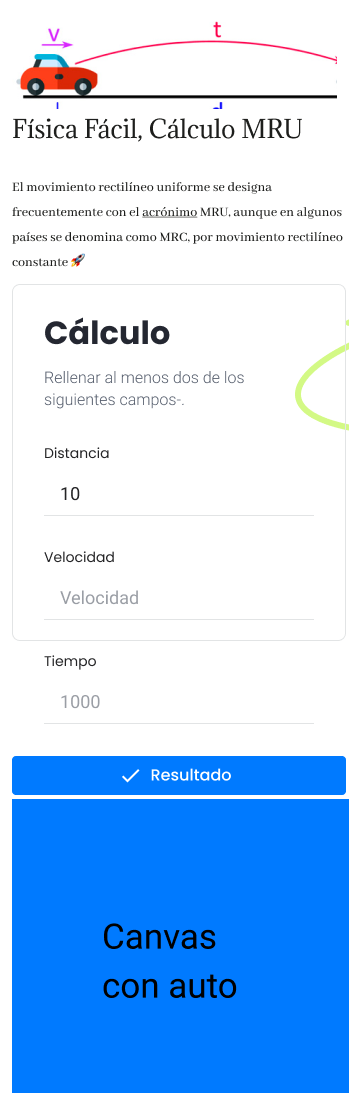 v
t
d
Física Fácil, Cálculo MRU
El movimiento rectilíneo uniforme se designa
frecuentemente con el acrónimo MRU, aunque en algunos
países se denomina como MRC, por movimiento rectilíneo
constante 🚀
Cálculo
Rellenar al menos dos de los
siguientes campos-.
Distancia
10
Velocidad
Velocidad
Tiempo
1000
Resultado
Canvas
con auto